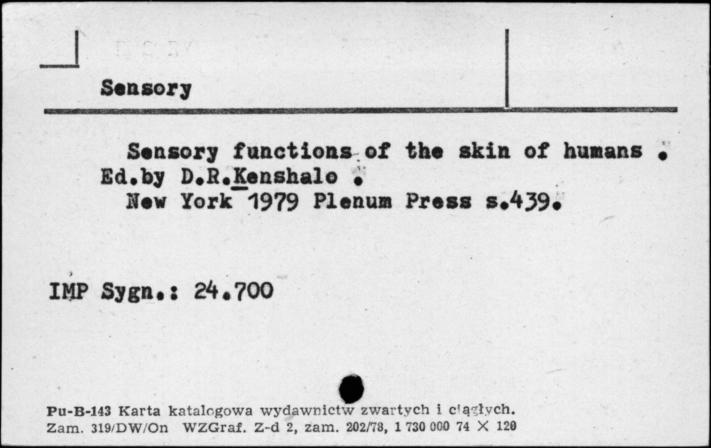 Sensory
Sensory functions of the skin of humans .
Ed.by D.R.Kenshalo .
New York 1979 Plenum Press s.439.
IMP Sygn.: 24.700
Pu-B-143 Karta katalogowa wydawnictw zwartych i ciągłych.
Zam. 319/DW/On WZGraf. Z-d 2, zam. 202/78, 1 730 000 74 X 120